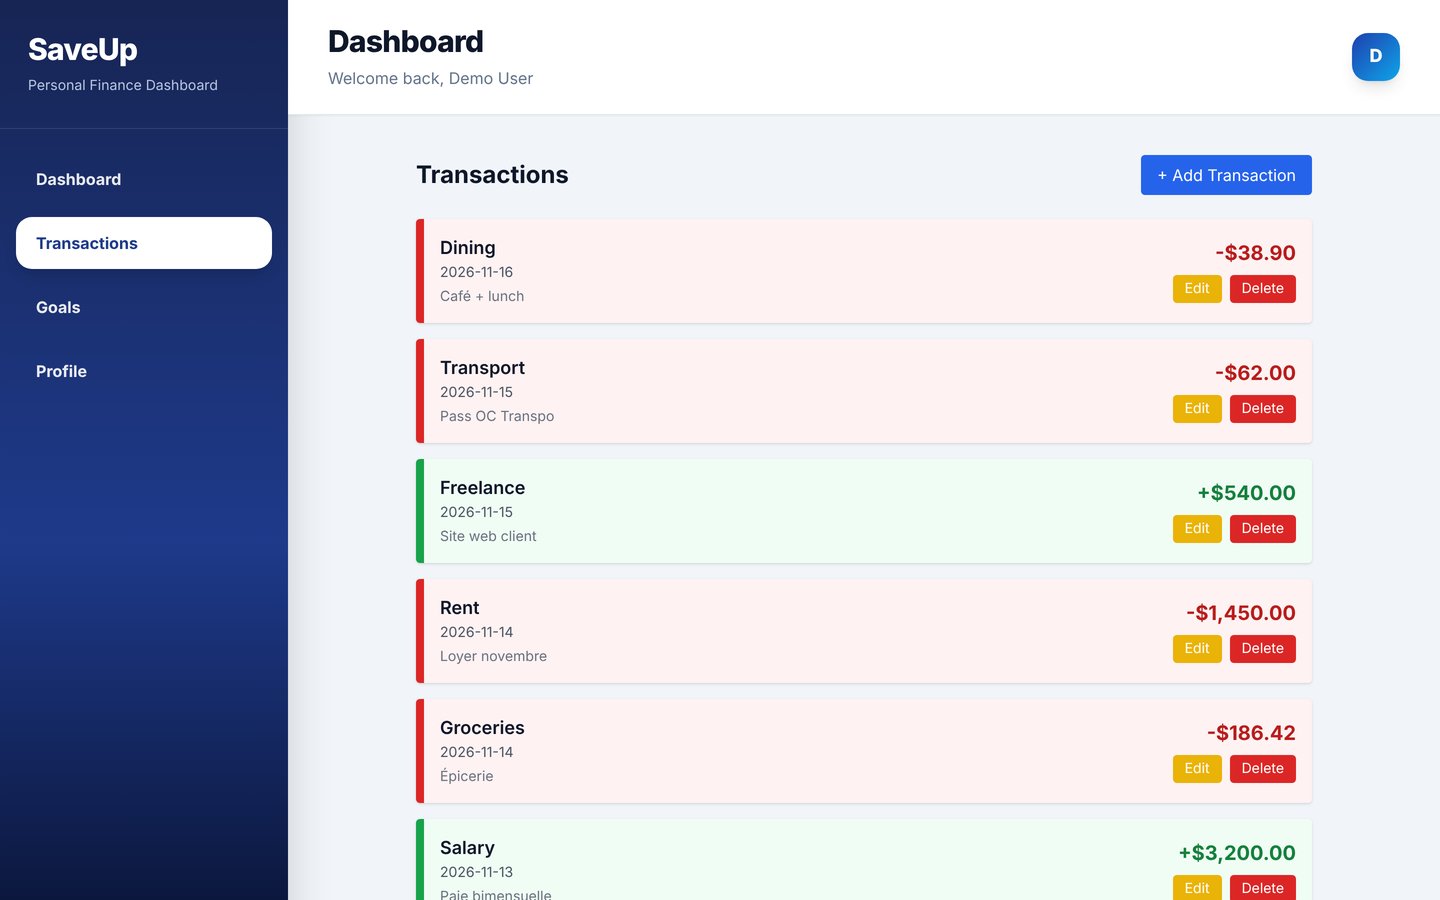 SaveUp
Personal Finance Dashboard
Dashboard
Transactions
Goals
Profile
Dashboard
Welcome back, Demo User
D
Transactions
+ Add Transaction
Dining
2026-11-16
Café + lunch
-$38.90
Edit
Delete
Transport
2026-11-15
Pass OC Transpo
-$62.00
Edit
Delete
Freelance
2026-11-15
Site web client
+$540.00
Edit
Delete
Rent
2026-11-14
Loyer novembre
-$1,450.00
Edit
Delete
Groceries
2026-11-14
Épicerie
-$186.42
Edit
Delete
Salary
2026-11-13
Paie bimensuelle
+$3,200.00
Edit
Delete